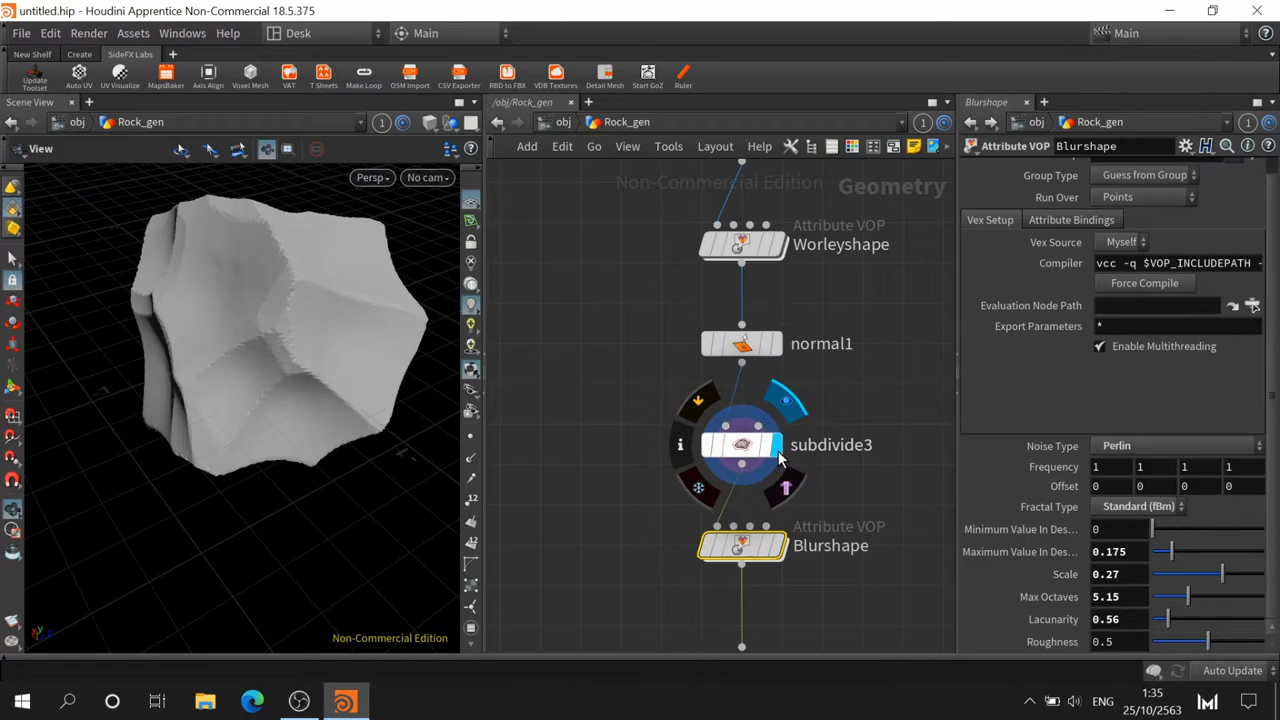 untitled.hip - Houdini Apprentice Non-Commercial 18.5.375
File Edit Render Assets Windows Help Desk Main Main
New Shelf Create SideFX Labs
Update Toolset Auto UV UV Visualize MapsBaker Axis Align Voxel Mesh VAT T Sheets Make Loop OSM Import CSV Exporter RBD to FBX VDB Textures Detail Mesh Start GoZ Ruler
Scene View /obj/Rock_gen Blurshape
obj Rock_gen 1 obj Rock_gen 1 obj Rock_gen 1
View Add Edit Go View Tools Layout Help Attribute VOP Blurshape
Persp No cam
Non-Commercial Edition Geometry
Group Type Guess from Group
Run Over Points
Vex Setup Attribute Bindings
Attribute VOP
Worleyshape
Vex Source Myself
Compiler vcc -q $VOP_INCLUDEPATH -
Force Compile
Evaluation Node Path
Export Parameters *
Enable Multithreading
normal1
subdivide3
Attribute VOP
Blurshape
Noise Type Perlin
Frequency 1 1 1 1
Offset 0 0 0 0
Fractal Type Standard (fBm)
Minimum Value In Des... 0
Maximum Value In Des... 0.175
Scale 0.27
Max Octaves 5.15
Lacunarity 0.56
Roughness 0.5
Non-Commercial Edition
Auto Update
ENG 1:35
25/10/2563